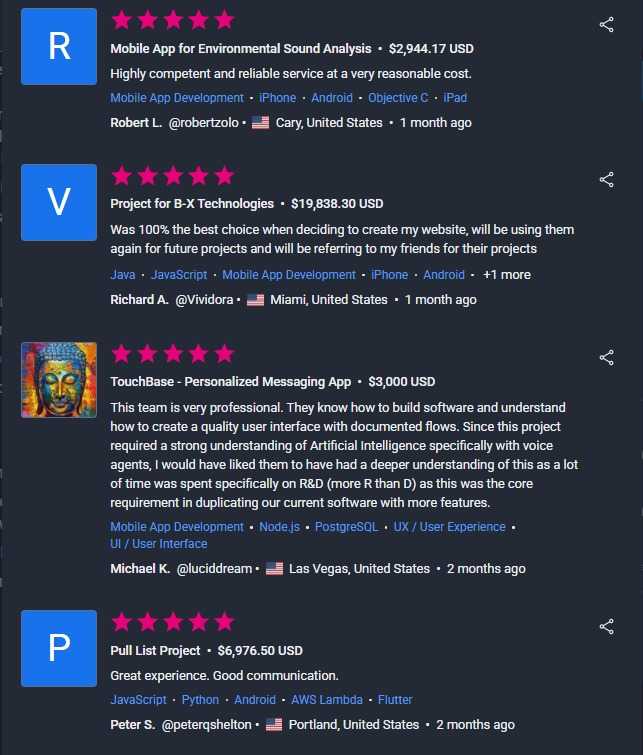 R
Mobile App for Environmental Sound Analysis • $2,944.17 USD
Highly competent and reliable service at a very reasonable cost.
Mobile App Development • iPhone • Android • Objective C • iPad
Robert L. @robertzolo • Cary, United States • 1 month ago
V
Project for B-X Technologies • $19,838.30 USD
Was 100% the best choice when deciding to create my website, will be using them
again for future projects and will be referring to my friends for their projects
Java • JavaScript • Mobile App Development • iPhone • Android • +1 more
Richard A. @Vividora • Miami, United States • 1 month ago
TouchBase - Personalized Messaging App • $3,000 USD
This team is very professional. They know how to build software and understand
how to create a quality user interface with documented flows. Since this project
required a strong understanding of Artificial Intelligence specifically with voice
agents, I would have liked them to have had a deeper understanding of this as a lot
of time was spent specifically on R&D (more R than D) as this was the core
requirement in duplicating our current software with more features.
Mobile App Development • Node.js • PostgreSQL • UX / User Experience •
UI / User Interface
Michael K. @luciddream • Las Vegas, United States • 2 months ago
P
Pull List Project • $6,976.50 USD
Great experience. Good communication.
JavaScript • Python • Android • AWS Lambda • Flutter
Peter S. @peterqshelton • Portland, United States • 2 months ago